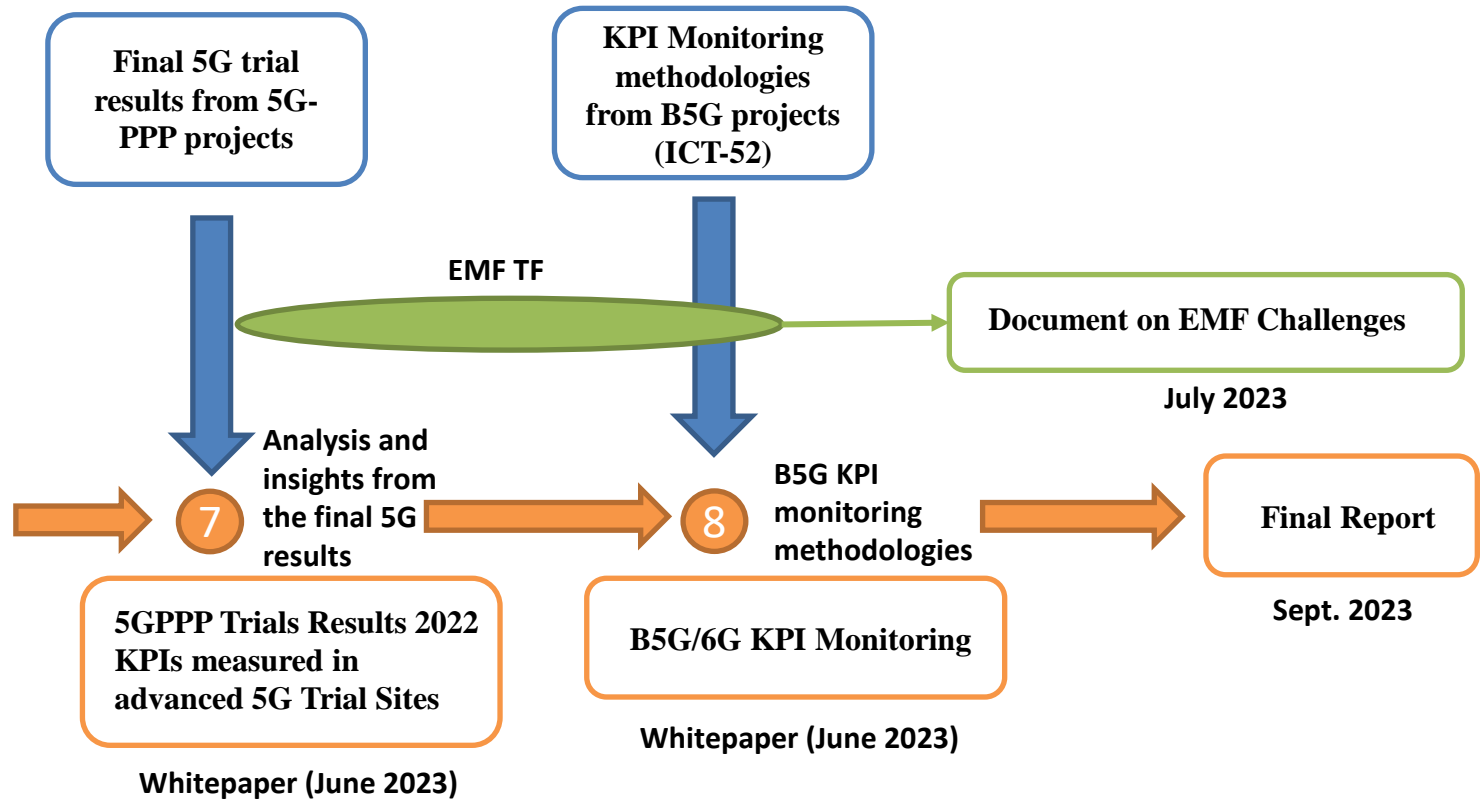 Final 5G trial
results from 5G-
PPP projects
KPI Monitoring
methodologies
from B5G projects
(ICT-52)
EMF TF
Document on EMF Challenges
July 2023
7
Analysis and
insights from
the final 5G
results
8
B5G KPI
monitoring
methodologies
Final Report
Sept. 2023
5GPPP Trials Results 2022
KPIs measured in
advanced 5G Trial Sites
Whitepaper (June 2023)
B5G/6G KPI Monitoring
Whitepaper (June 2023)